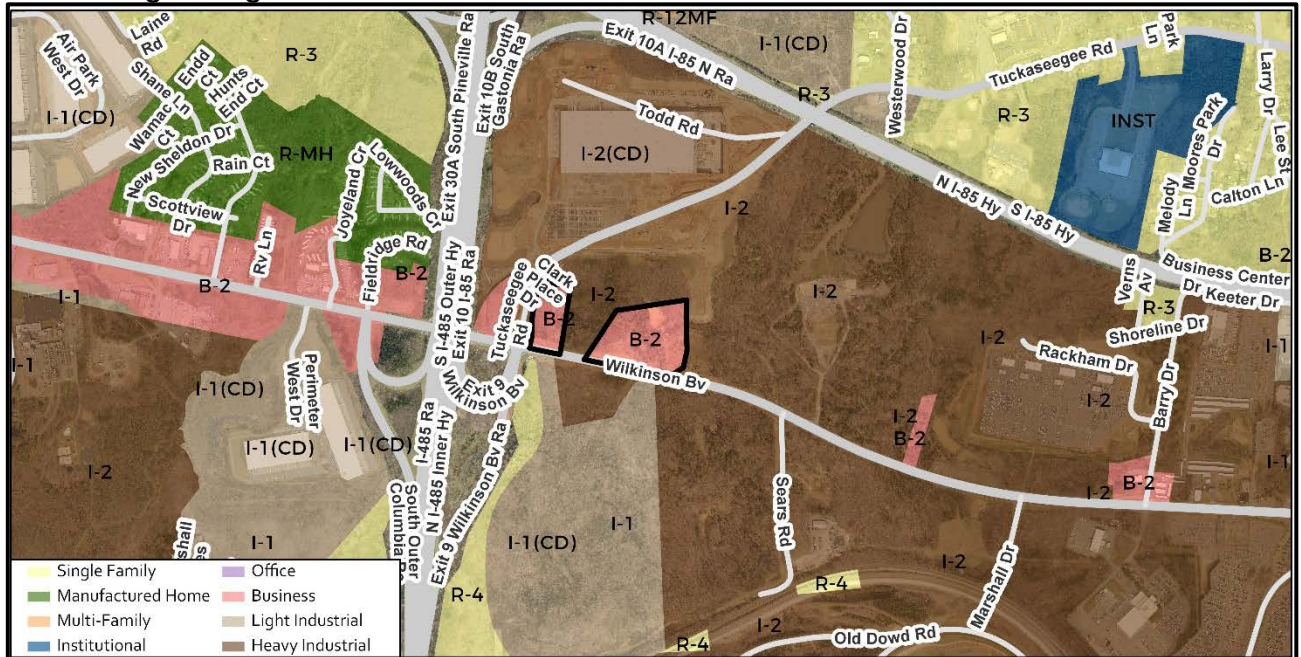 R-12MF
Laine
Rd
Air Park
West Dr
R-3
Endd
Ct
Hunts
End Ct
Shane Ln
Wamac
Ct
I-1(CD)
New Sheldon Dr
R-MH
Rain Ct
Scottview
Dr
Rv Ln
Joyeland Cr
Lowwoods Cr
Fieldridge Rd
B-2
B-2
I-1
I-1
Exit 30A South Pineville Ra
Exit 10B South
Gastonia Ra
Exit 10A I-85 N Ra
I-1(CD)
Westerwood Dr
R-3
Tuckaseegee Rd
Park
Ln
Larry Dr
Lee St
R-3
INST
Moores Park
Dr
Melody
Ln
Calton Ln
Todd Rd
I-2(CD)
I-2
N I-85 Hy
S I-85 Hy
B-2
Business Center
Dr
Keeter Dr
Verns
Av
R-3
Shoreline Dr
Rackham Dr
Barry Dr
I-1
I-2
I-2
S I-485 Outer Hy
Exit 10 I-85 Ra
Clark
Place
Dr
Tuckaseegee
Rd
B-2
I-2
B-2
I-2
Wilkinson Bv
Exit 9
Wilkinson Bv
Perimeter
West Dr
I-1(CD)
I-1(CD)
I-1(CD)
I-2
I-1
I-485 Ra
N I-485 Inner Hy
South Outer
Exit 9 Wilkinson Bv Ra
I-1(CD)
I-1
R-4
Sears Rd
I-2
B-2
I-2
B-2
I-1
I-2
R-4
R-4
I-2
Marshall Dr
Old Dowd Rd
Single Family
Manufactured Home
Multi-Family
Institutional
Office
Business
Light Industrial
Heavy Industrial